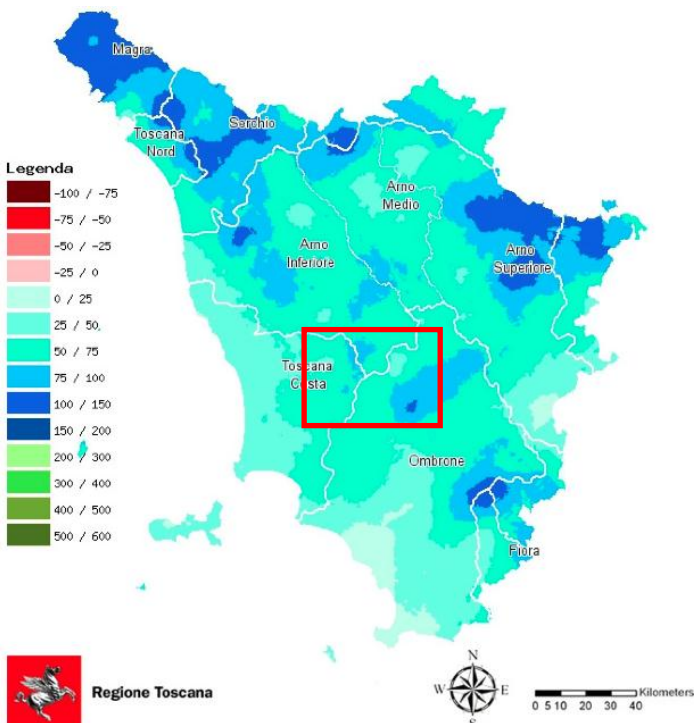 Magra
Serchio
Toscana
Nord
Legenda
-100 / -75
-75 / -50
-50 / -25
-25 / 0
0 / 25
25 / 50
50 / 75
75 / 100
100 / 150
150 / 200
200 / 300
300 / 400
400 / 500
500 / 600
Arno
Medio
Arno
Inferiore
Arno
Superiore
Toscana
Costa
Ombrone
Fiora
Regione Toscana
N
W E
S
0 5 10 20 30 40 Kilometers